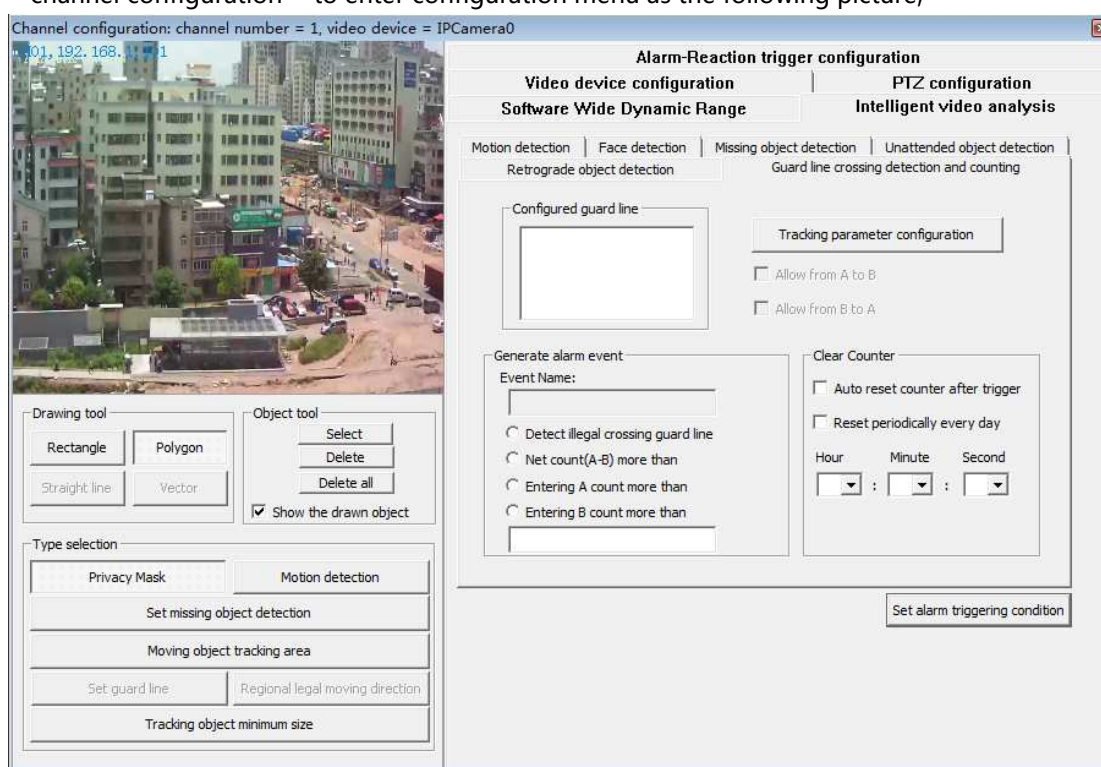 channel configuration" to enter configuration menu as the following picture,
Channel configuration: channel number = 1, video device = IPCamera0
Alarm-Reaction trigger configuration
Video device configuration
PTZ configuration
Software Wide Dynamic Range
Intelligent video analysis
Motion detection
Face detection
Missing object detection
Unattended object detection
Retrograde object detection
Guard line crossing detection and counting
Configured guard line
Tracking parameter configuration
Allow from A to B
Allow from B to A
Generate alarm event
Event Name:
Detect illegal crossing guard line
Net count(A-B) more than
Entering A count more than
Entering B count more than
Clear Counter
Auto reset counter after trigger
Reset periodically every day
Hour Minute Second
: :
Set alarm triggering condition
Drawing tool
Rectangle
Polygon
Straight line
Vector
Object tool
Select
Delete
Delete all
Show the drawn object
Type selection
Privacy Mask
Motion detection
Set missing object detection
Moving object tracking area
Set guard line
Regional legal moving direction
Tracking object minimum size